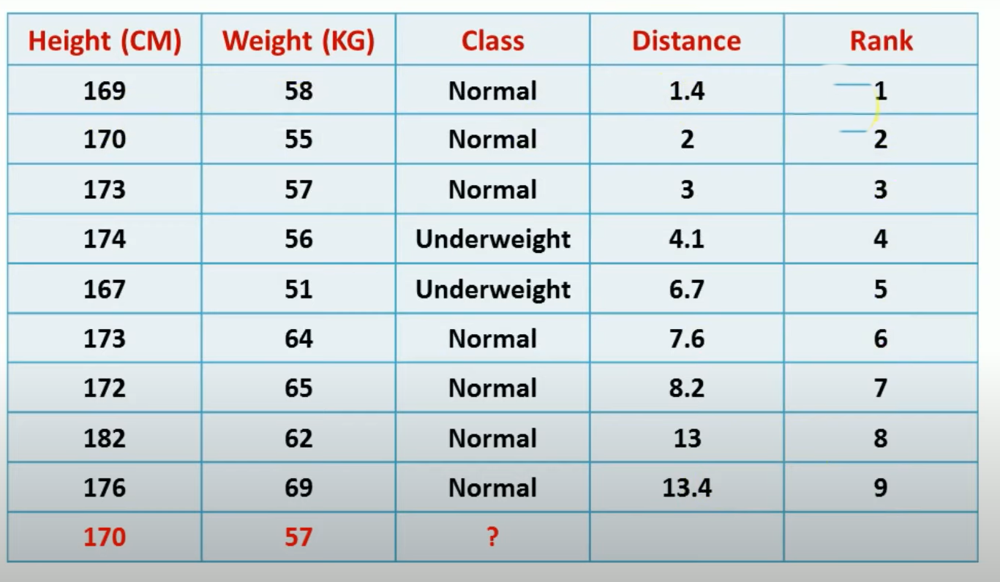 Height (CM) Weight (KG) Class Distance Rank
169 58 Normal 1.4 1
170 55 Normal 2 2
173 57 Normal 3 3
174 56 Underweight 4.1 4
167 51 Underweight 6.7 5
173 64 Normal 7.6 6
172 65 Normal 8.2 7
182 62 Normal 13 8
176 69 Normal 13.4 9
170 57 ?